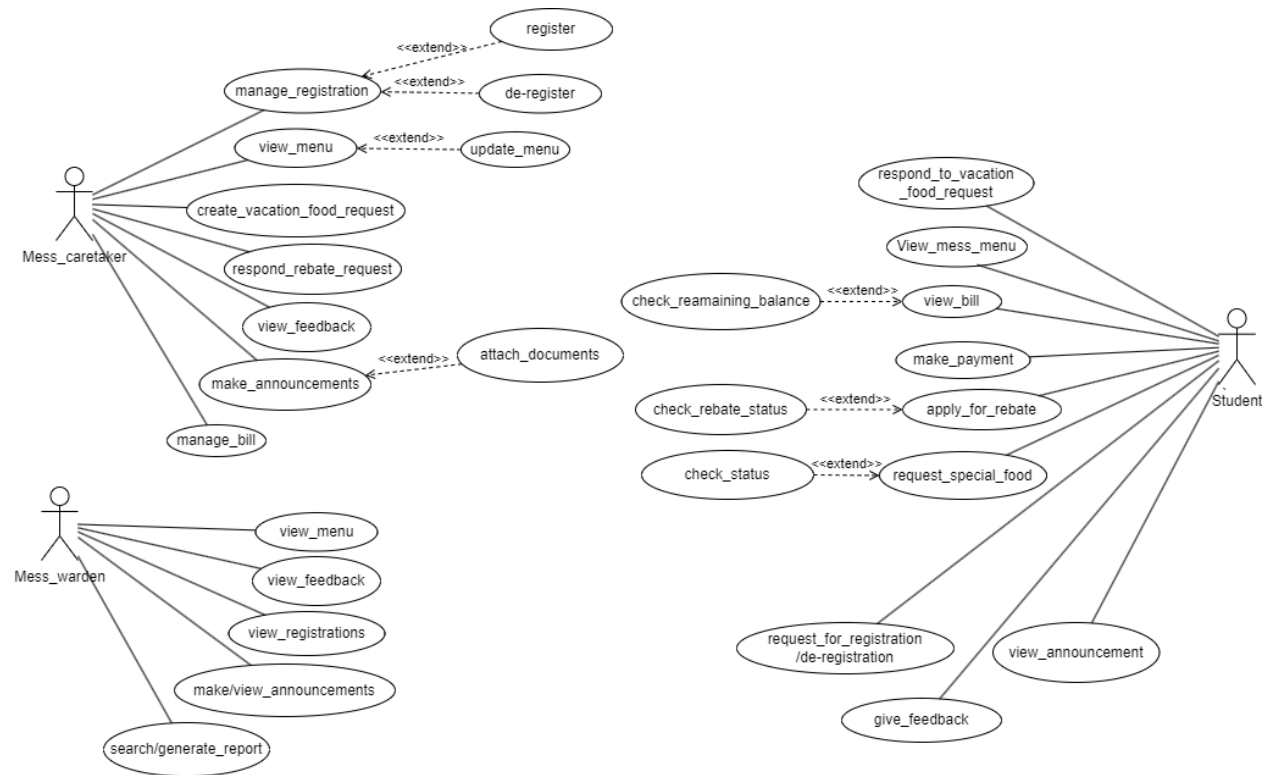 register
<<extend>>
manage_registration
<<extend>>
de-register
view_menu
<<extend>>
update_menu
create_vacation_food_request
Mess_caretaker
respond_rebate_request
view_feedback
make_announcements
<<extend>>
attach_documents
manage_bill
respond_to_vacation
_food_request
View_mess_menu
check_reamaining_balance
<<extend>>
view_bill
make_payment
Student
check_rebate_status
<<extend>>
apply_for_rebate
check_status
<<extend>>
request_special_food
request_for_registration
/de-registration
view_announcement
give_feedback
Mess_warden
view_menu
view_feedback
view_registrations
make/view_announcements
search/generate_report